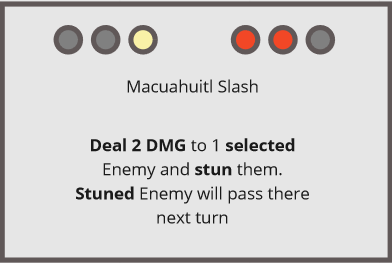 Macuahuitl Slash
Deal 2 DMG to 1 selected
Enemy and stun them.
Stuned Enemy will pass there
next turn